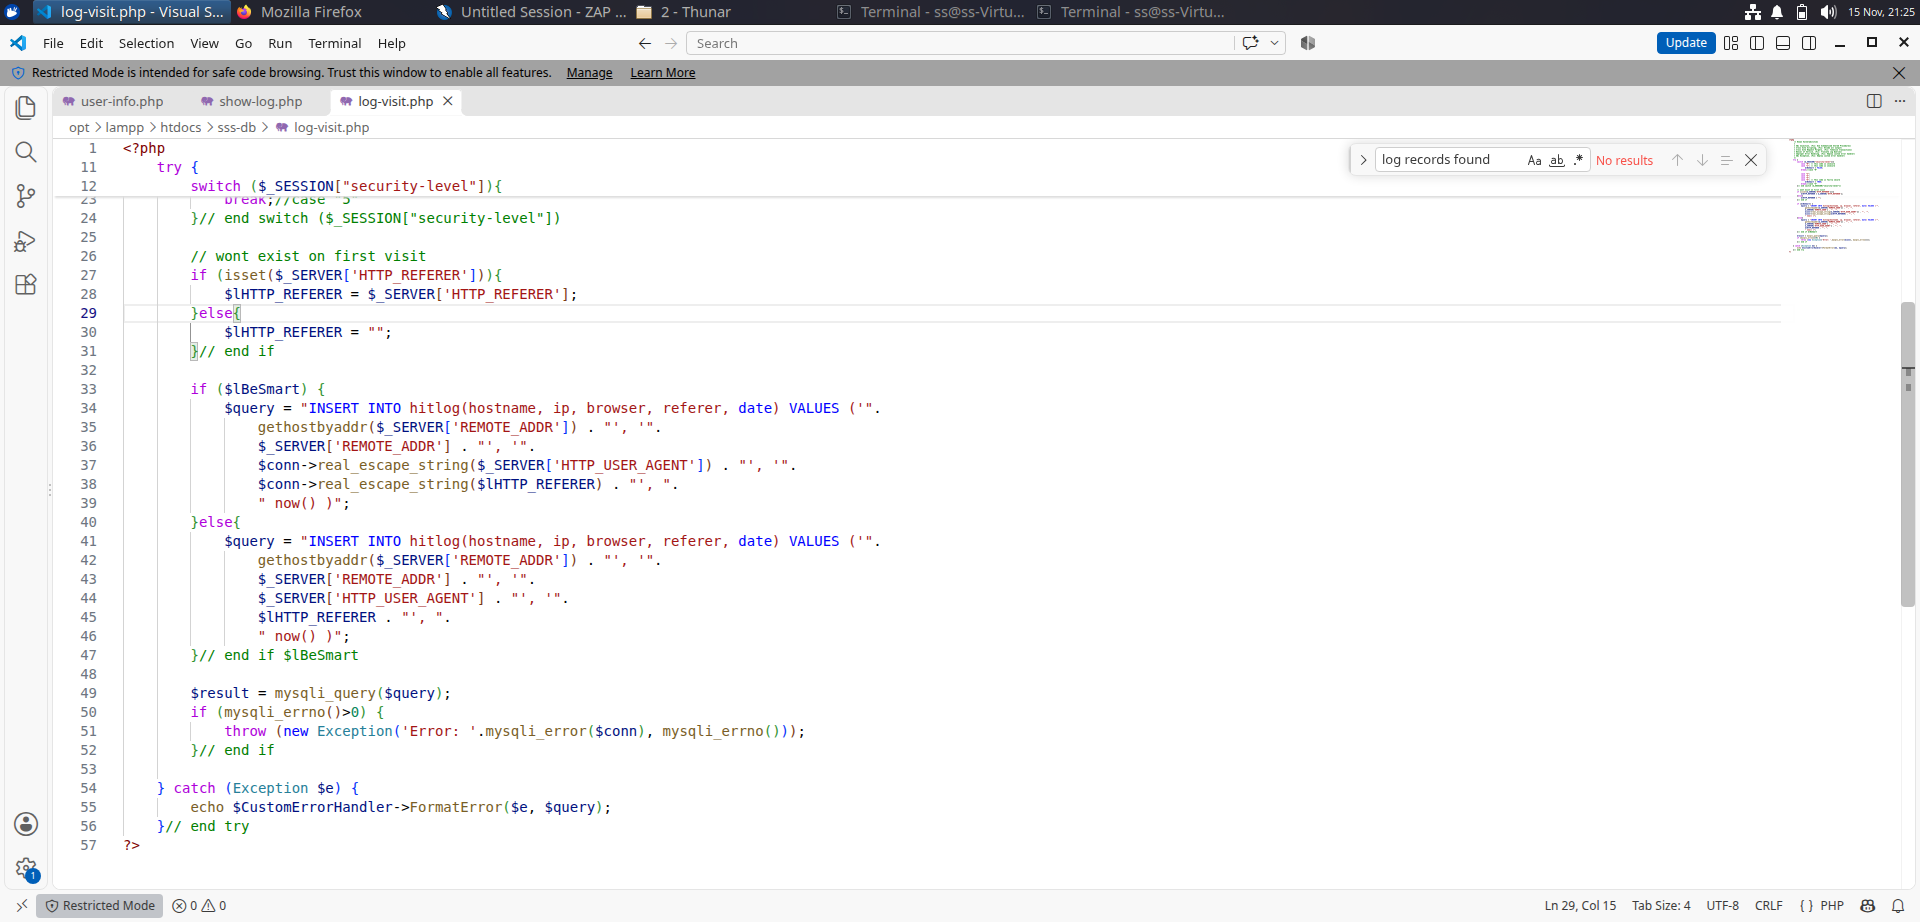 log-visit.php - Visual S...
Mozilla Firefox
Untitled Session - ZAP ...
2 - Thunar
Terminal - ss@ss-Virtu...
Terminal - ss@ss-Virtu...
15 Nov, 21:25
File Edit Selection View Go Run Terminal Help
Search
Update
Restricted Mode is intended for safe code browsing. Trust this window to enable all features. Manage Learn More
user-info.php
show-log.php
log-visit.php
opt > lampp > htdocs > sss-db > log-visit.php
log records found
Aa ab .*
No results
1 <?php
11 try {
12 switch ($_SESSION["security-level"]){
23 break;//case "5"
24 }// end switch ($_SESSION["security-level"])
25
26 // wont exist on first visit
27 if (isset($_SERVER['HTTP_REFERER'])){
28 $lHTTP_REFERER = $_SERVER['HTTP_REFERER'];
29 }else{
30 $lHTTP_REFERER = "";
31 }// end if
32
33 if ($lBeSmart) {
34 $query = "INSERT INTO hitlog(hostname, ip, browser, referer, date) VALUES ('".
35 gethostbyaddr($_SERVER['REMOTE_ADDR']) . "', '".
36 $_SERVER['REMOTE_ADDR'] . "', '".
37 $conn->real_escape_string($_SERVER['HTTP_USER_AGENT']) . "', '".
38 $conn->real_escape_string($lHTTP_REFERER) . "', ".
39 " now() )";
40 }else{
41 $query = "INSERT INTO hitlog(hostname, ip, browser, referer, date) VALUES ('".
42 gethostbyaddr($_SERVER['REMOTE_ADDR']) . "', '".
43 $_SERVER['REMOTE_ADDR'] . "', '".
44 $_SERVER['HTTP_USER_AGENT'] . "', '".
45 $lHTTP_REFERER . "', ".
46 " now() )";
47 }// end if $lBeSmart
48
49 $result = mysqli_query($query);
50 if (mysqli_errno()>0) {
51 throw (new Exception('Error: '.mysqli_error($conn), mysqli_errno()));
52 }// end if
53
54 } catch (Exception $e) {
55 echo $CustomErrorHandler->FormatError($e, $query);
56 }// end try
57 ?>
1
Restricted Mode
0 0
Ln 29, Col 15
Tab Size: 4
UTF-8
CRLF
{ } PHP